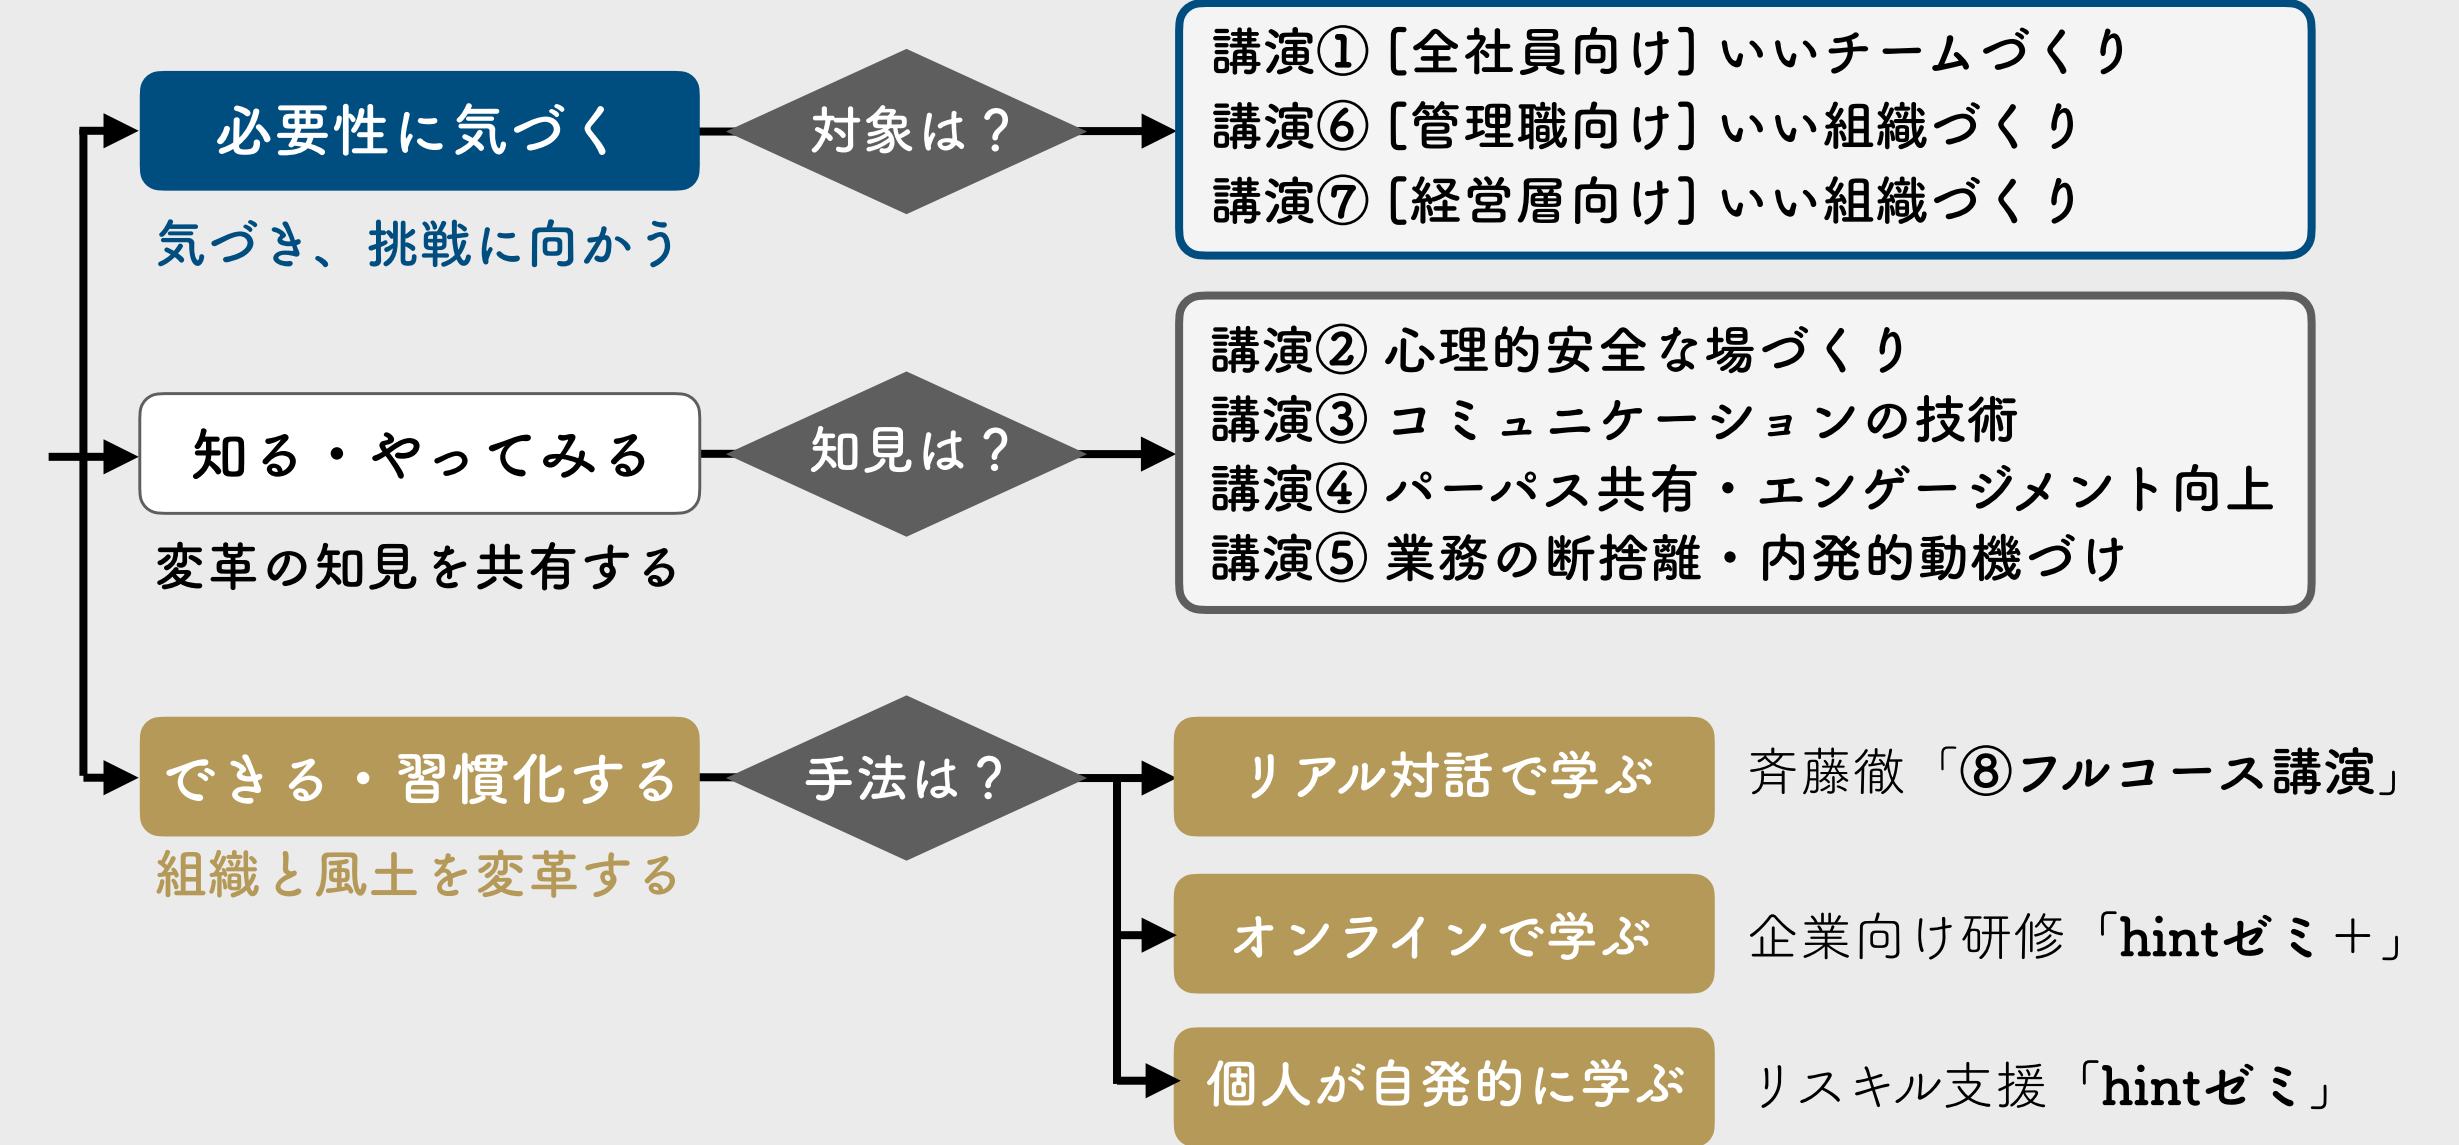 必要性に気づく
気づき、挑戦に向かう
対象は？
講演① [全社員向け] いいチームづくり
講演⑥ [管理職向け] いい組織づくり
講演⑦ [経営層向け] いい組織づくり
知る・やってみる
変革の知見を共有する
知見は？
講演② 心理的安全な場づくり
講演③ コミュニケーションの技術
講演④ パーパス共有・エンゲージメント向上
講演⑤ 業務の断捨離・内発的動機づけ
できる・習慣化する
組織と風土を変革する
手法は？
リアル対話で学ぶ
斉藤徹「⑧フルコース講演」
オンラインで学ぶ
企業向け研修「hintゼミ＋」
個人が自発的に学ぶ
リスキル支援「hintゼミ」